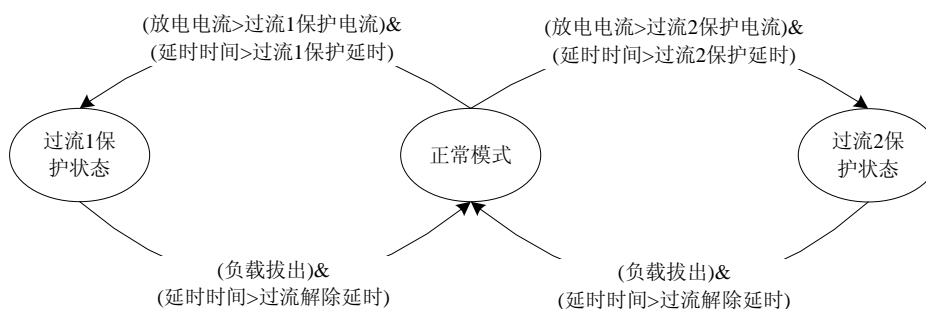 (放电电流>过流1保护电流)&
(延时时间>过流1保护延时)
(放电电流>过流2保护电流)&
(延时时间>过流2保护延时)
过流1保
护状态
正常模式
过流2保
护状态
(负载拔出)&
(延时时间>过流解除延时)
(负载拔出)&
(延时时间>过流解除延时)